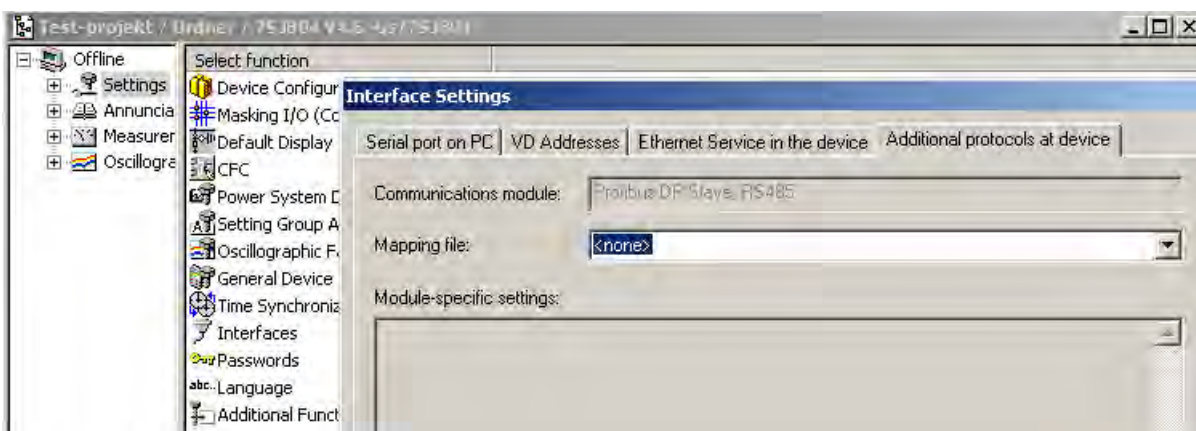 Test-projekt / Ordner / 7SJ804 V4.6
Offline
Settings
Annuncia
Measurer
Oscillogra
Select function
Device Configur
Masking I/O (Cc
Default Display
CFC
Power System D
Setting Group A
Oscillographic F
General Device
Time Synchroniz
Interfaces
Passwords
abc..Language
Additional Funct
Interface Settings
Serial port on PC
VD Addresses
Ethernet Service in the device
Additional protocols at device
Communications module:
Profibus DP Slave, RS485
Mapping file:
<none>
Module-specific settings: